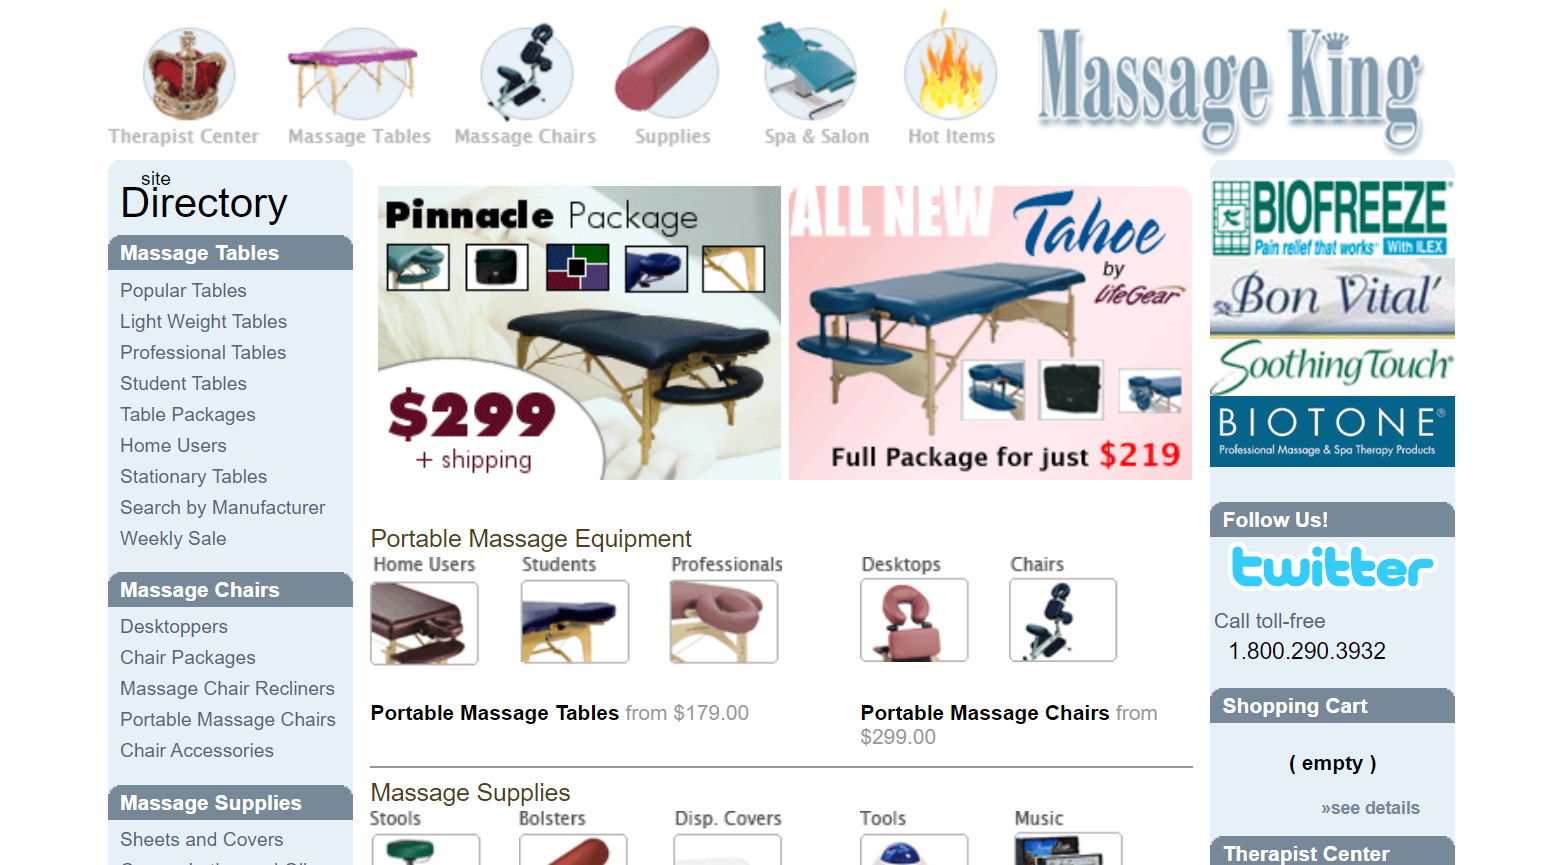 Therapist Center
Massage Tables
Massage Chairs
Supplies
Spa & Salon
Hot Items
Massage King
site
Directory
Massage Tables
Popular Tables
Light Weight Tables
Professional Tables
Student Tables
Table Packages
Home Users
Stationary Tables
Search by Manufacturer
Weekly Sale
Massage Chairs
Desktoppers
Chair Packages
Massage Chair Recliners
Portable Massage Chairs
Chair Accessories
Massage Supplies
Sheets and Covers
Pinnacle Package
$299
+ shipping
ALL NEW
Tahoe
by
LifeGear
Full Package for just $219
Portable Massage Equipment
Home Users
Students
Professionals
Desktops
Chairs
Portable Massage Tables from $179.00
Portable Massage Chairs from
$299.00
Massage Supplies
Stools
Bolsters
Disp. Covers
Tools
Music
BIOFREEZE®
Pain relief that works™ With ILEX
Bon Vital'
Soothing Touch®
BIOTONE®
Professional Massage & Spa Therapy Products
Follow Us!
twitter
Call toll-free
1.800.290.3932
Shopping Cart
( empty )
»see details
Therapist Center